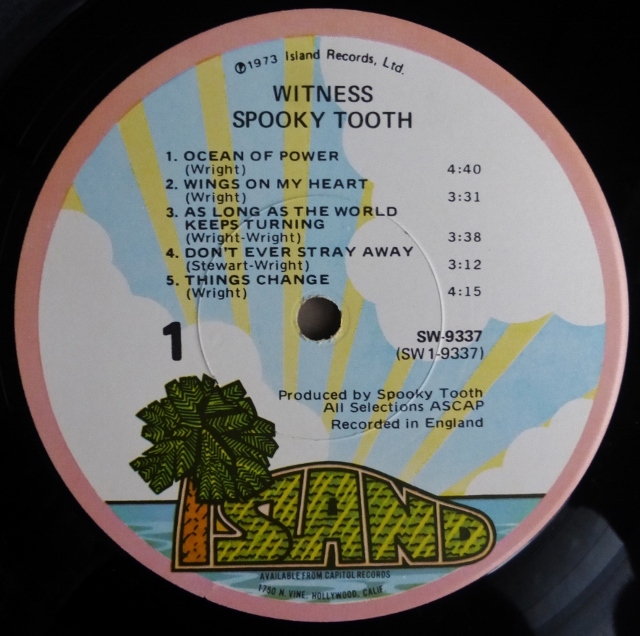 ℗1973 Island Records, Ltd.
WITNESS
SPOOKY TOOTH
1. OCEAN OF POWER
(Wright) 4:40
2. WINGS ON MY HEART
(Wright) 3:31
3. AS LONG AS THE WORLD
KEEPS TURNING
(Wright-Wright) 3:38
4. DON'T EVER STRAY AWAY
(Stewart-Wright) 3:12
5. THINGS CHANGE
(Wright) 4:15
1
SW-9337
(SW1-9337)
Produced by Spooky Tooth
All Selections ASCAP
Recorded in England
ISLAND
AVAILABLE FROM CAPITOL RECORDS
1750 N. VINE, HOLLYWOOD, CALIF